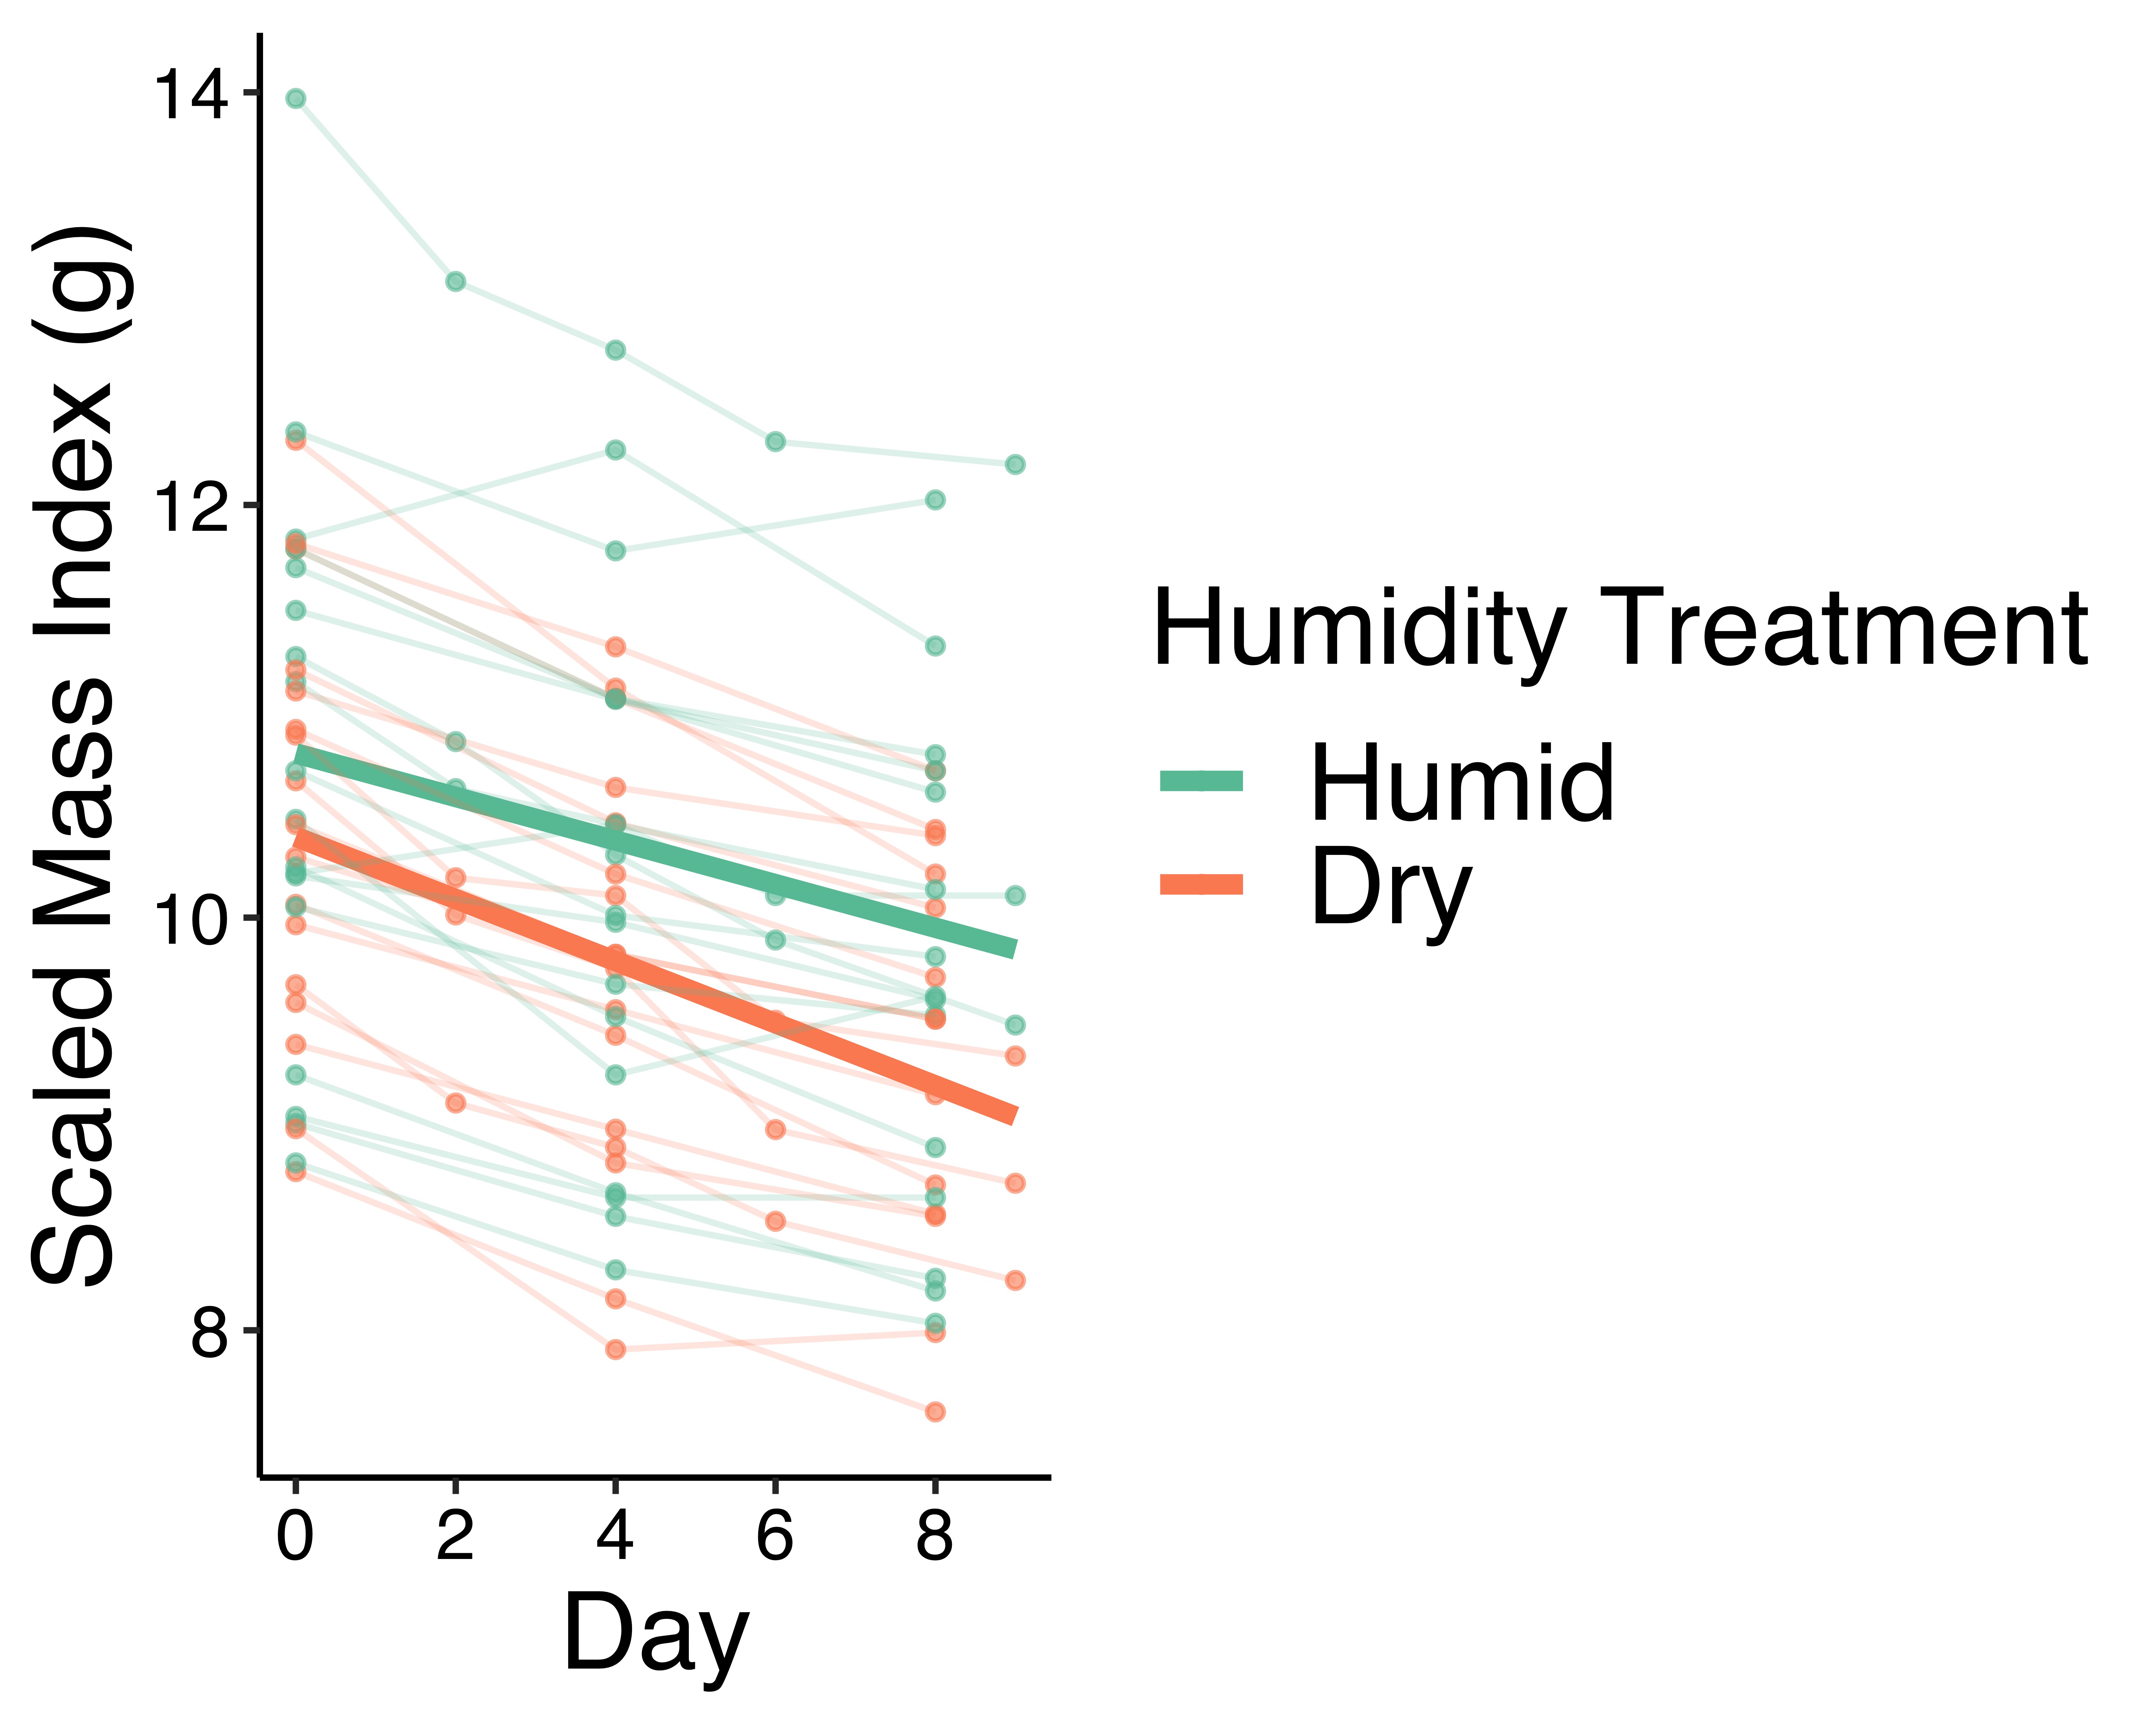 Scaled Mass Index (g)
14
12
10
8
0 2 4 6 8
Day
Humidity Treatment
Humid
Dry